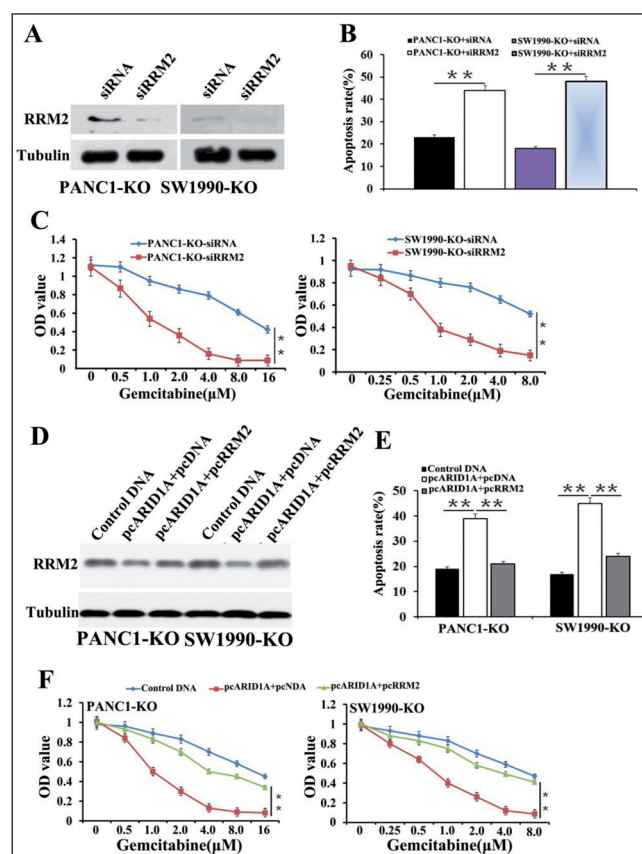 A
siRNA
siRRM2
siRNA
siRRM2
RRM2
Tubulin
PANC1-KO SW1990-KO
B
PANC1-KO+siRNA
SW1990-KO+siRNA
PANC1-KO+siRRM2
SW1990-KO+siRRM2
Apoptosis rate(%)
60
50
40
30
20
10
0
**
**
C
PANC1-KO-siRNA
PANC1-KO-siRRM2
OD value
1.4
1.2
1
0.8
0.6
0.4
0.2
0
0 0.5 1.0 2.0 4.0 8.0 16
Gemcitabine(μM)
**
SW1990-KO-siRNA
SW1990-KO-siRRM2
OD value
1.2
1
0.8
0.6
0.4
0.2
0
0 0.25 0.5 1.0 2.0 4.0 8.0
Gemcitabine(μM)
**
D
Control DNA
pcARID1A+pcDNA
pcARID1A+pcRRM2
Control DNA
pcARID1A+pcDNA
pcARID1A+pcRRM2
RRM2
Tubulin
PANC1-KO SW1990-KO
E
Control DNA
pcARID1A+pcDNA
pcARID1A+pcRRM2
Apoptosis rate(%)
50
40
30
20
10
0
** **
** **
PANC1-KO
SW1990-KO
F
Control DNA
pcARID1A+pcNDA
pcARID1A+pcRRM2
PANC1-KO
OD value
1.2
1
0.8
0.6
0.4
0.2
0
0 0.5 1.0 2.0 4.0 8.0 16
Gemcitabine(μM)
**
SW1990-KO
OD value
1.2
1
0.8
0.6
0.4
0.2
0
0 0.25 0.5 1.0 2.0 4.0 8.0
Gemcitabine(μM)
**